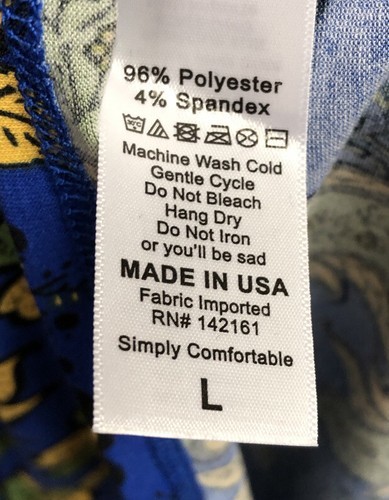 96% Polyester
4% Spandex
Machine Wash Cold
Gentle Cycle
Do Not Bleach
Hang Dry
Do Not Iron
or you'll be sad
MADE IN USA
Fabric Imported
RN# 142161
Simply Comfortable
L